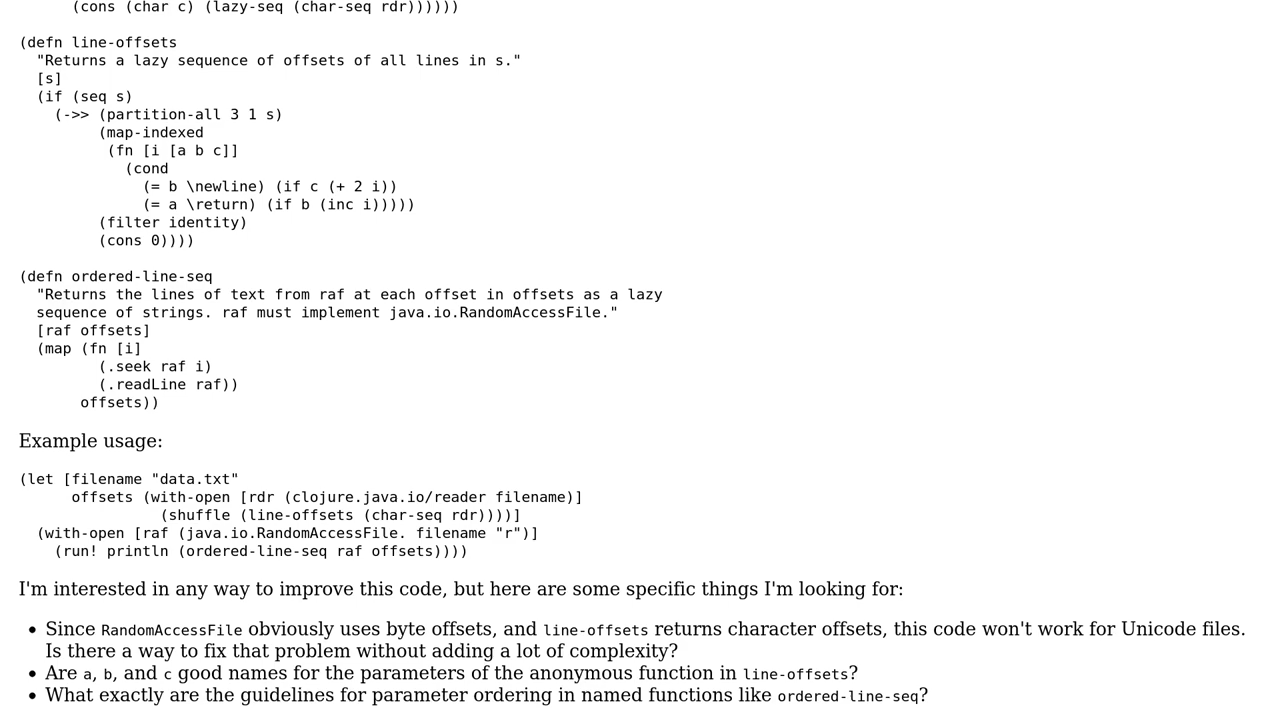 (cons (char c) (lazy-seq (char-seq rdr))))))
(defn line-offsets
"Returns a lazy sequence of offsets of all lines in s."
[s]
(if (seq s)
(->> (partition-all 3 1 s)
(map-indexed
(fn [i [a b c]]
(cond
(= b \newline) (if c (+ 2 i))
(= a \return) (if b (inc i)))))
(filter identity)
(cons 0))))
(defn ordered-line-seq
"Returns the lines of text from raf at each offset in offsets as a lazy
sequence of strings. raf must implement java.io.RandomAccessFile."
[raf offsets]
(map (fn [i]
(.seek raf i)
(.readLine raf))
offsets))
Example usage:
(let [filename "data.txt"
offsets (with-open [rdr (clojure.java.io/reader filename)]
(shuffle (line-offsets (char-seq rdr))))]
(with-open [raf (java.io.RandomAccessFile. filename "r")]
(run! println (ordered-line-seq raf offsets))))
I'm interested in any way to improve this code, but here are some specific things I'm looking for:
• Since RandomAccessFile obviously uses byte offsets, and line-offsets returns character offsets, this code won't work for Unicode files.
Is there a way to fix that problem without adding a lot of complexity?
• Are a, b, and c good names for the parameters of the anonymous function in line-offsets?
• What exactly are the guidelines for parameter ordering in named functions like ordered-line-seq?